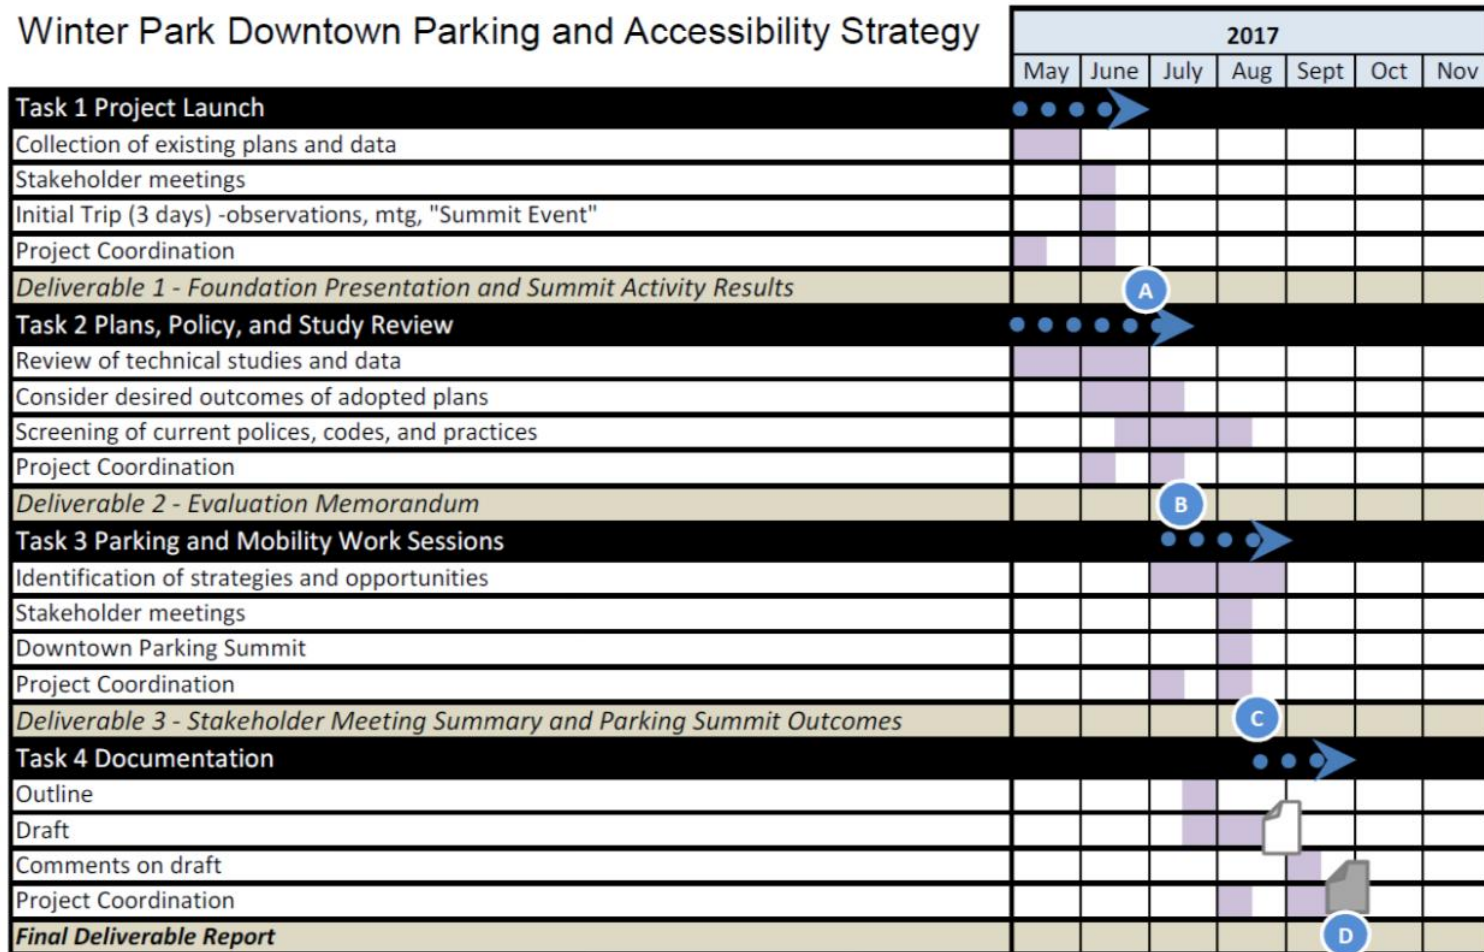 Winter Park Downtown Parking and Accessibility Strategy
2017
May June July Aug Sept Oct Nov
Task 1 Project Launch
Collection of existing plans and data
Stakeholder meetings
Initial Trip (3 days) -observations, mtg, "Summit Event"
Project Coordination
Deliverable 1 - Foundation Presentation and Summit Activity Results
A
Task 2 Plans, Policy, and Study Review
Review of technical studies and data
Consider desired outcomes of adopted plans
Screening of current polices, codes, and practices
Project Coordination
Deliverable 2 - Evaluation Memorandum
B
Task 3 Parking and Mobility Work Sessions
Identification of strategies and opportunities
Stakeholder meetings
Downtown Parking Summit
Project Coordination
Deliverable 3 - Stakeholder Meeting Summary and Parking Summit Outcomes
C
Task 4 Documentation
Outline
Draft
Comments on draft
Project Coordination
Final Deliverable Report
D